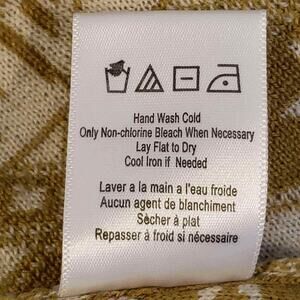 Hand Wash Cold
Only Non-chlorine Bleach When Necessary
Lay Flat to Dry
Cool Iron if Needed
Laver a la main a l'eau froide
Aucun agent de blanchiment
Sècher à plat
Repasser à froid si nécessaire